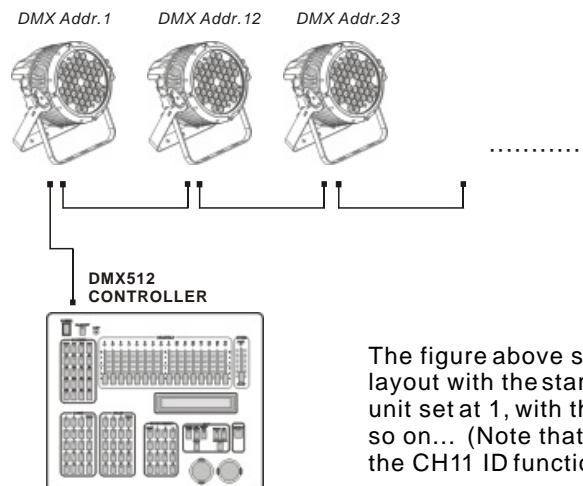 DMX Addr.1 DMX Addr.12 DMX Addr.23
...........
DMX512
CONTROLLER
The figure above s
layout with the star
unit set at 1, with th
so on... (Note that
the CH11 ID functio